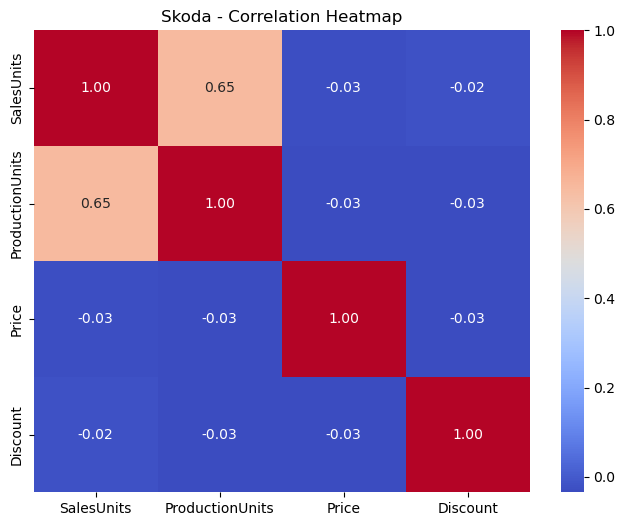 Skoda - Correlation Heatmap
SalesUnits
1.00 0.65 -0.03 -0.02
ProductionUnits
0.65 1.00 -0.03 -0.03
Price
-0.03 -0.03 1.00 -0.03
Discount
-0.02 -0.03 -0.03 1.00
SalesUnits ProductionUnits Price Discount
1.0
0.8
0.6
0.4
0.2
0.0